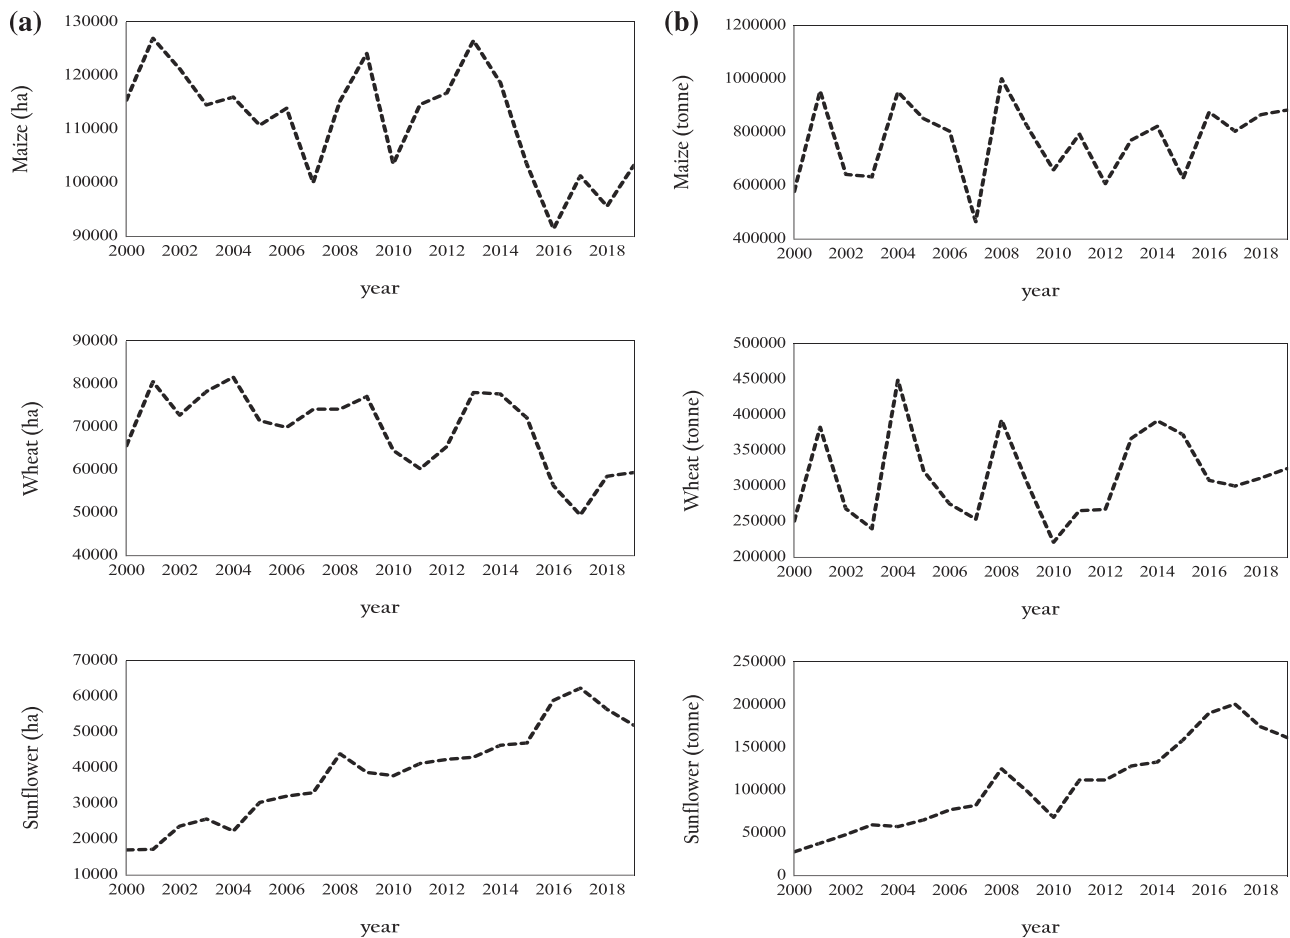 (a)
Maize (ha)
130000
120000
110000
100000
90000
2000 2002 2004 2006 2008 2010 2012 2014 2016 2018
year
(b)
Maize (tonne)
1200000
1000000
800000
600000
400000
2000 2002 2004 2006 2008 2010 2012 2014 2016 2018
year
Wheat (ha)
90000
80000
70000
60000
50000
40000
2000 2002 2004 2006 2008 2010 2012 2014 2016 2018
year
Wheat (tonne)
500000
450000
400000
350000
300000
250000
200000
2000 2002 2004 2006 2008 2010 2012 2014 2016 2018
year
Sunflower (ha)
70000
60000
50000
40000
30000
20000
10000
2000 2002 2004 2006 2008 2010 2012 2014 2016 2018
year
Sunflower (tonne)
250000
200000
150000
100000
50000
0
2000 2002 2004 2006 2008 2010 2012 2014 2016 2018
year